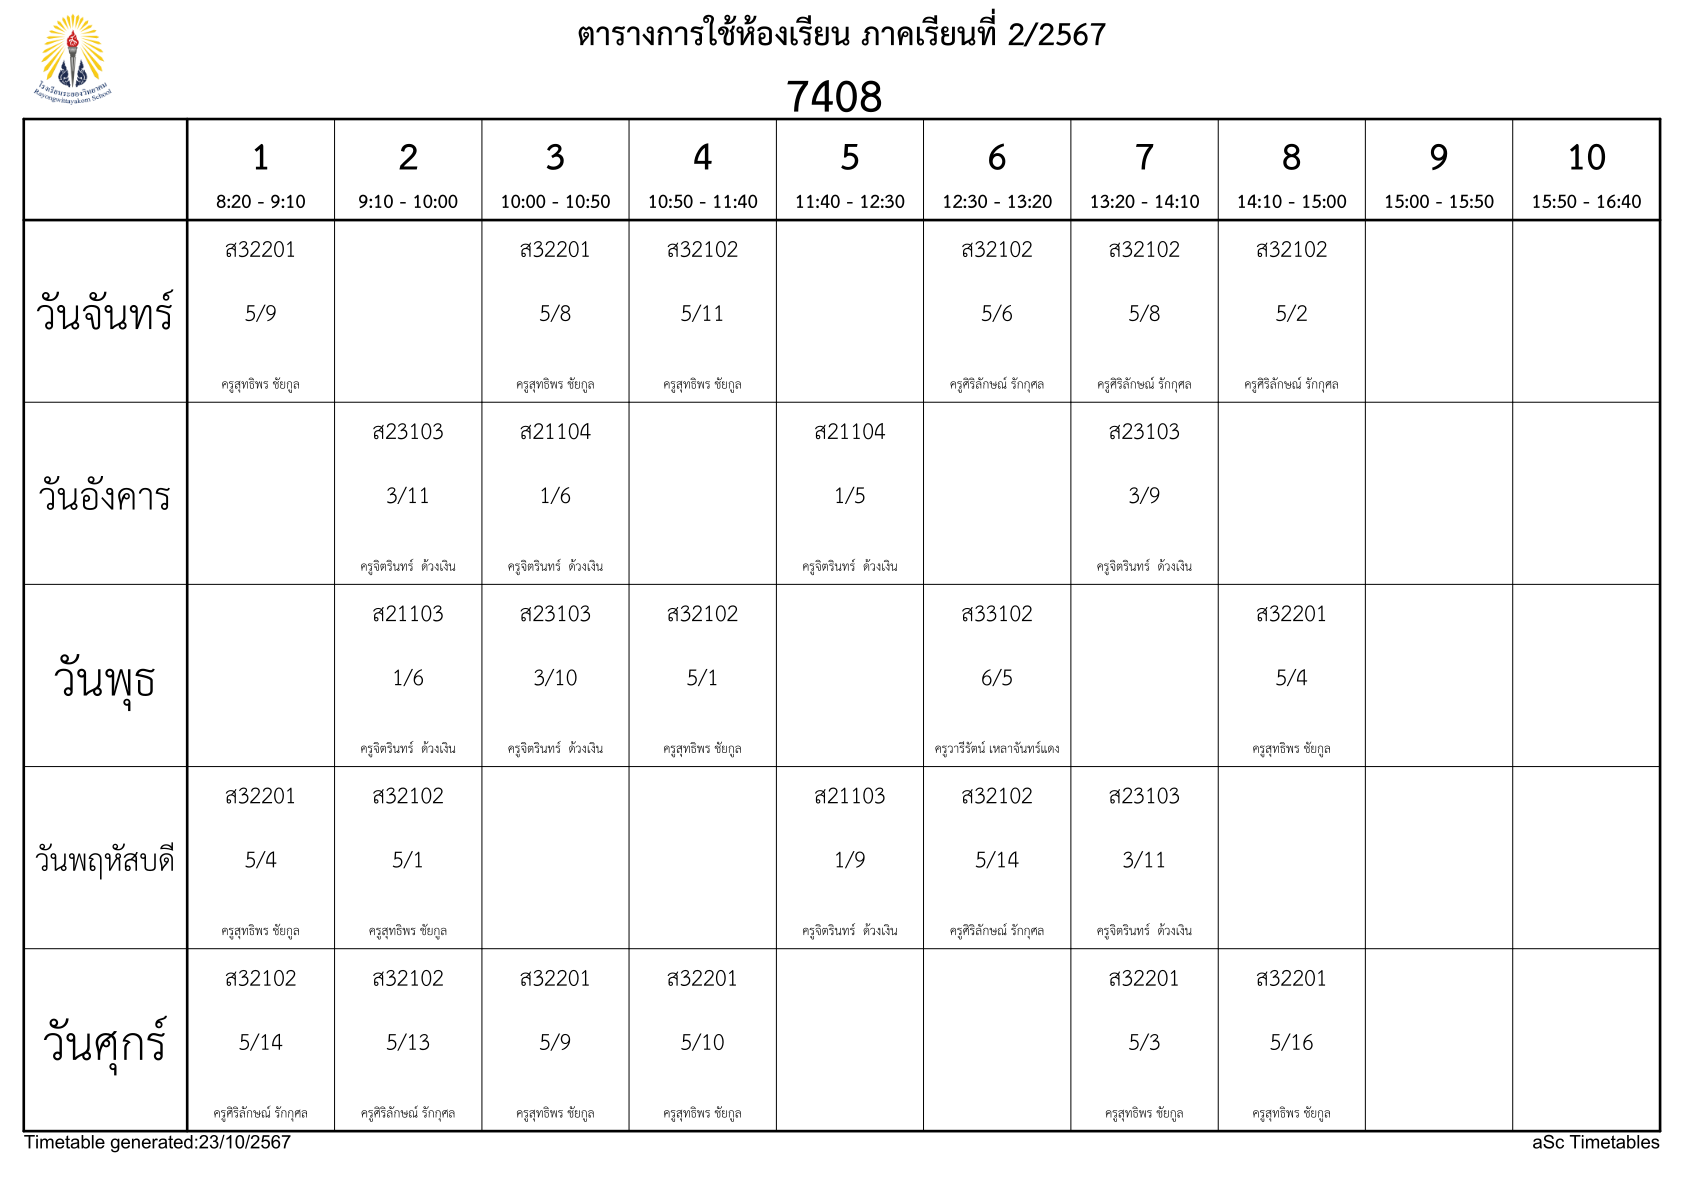 ตารางการใช้ห้องเรียน ภาคเรียนที่ 2/2567
โรงเรียนระยองวิทยาคม
Rayongwittayakom School
7408
1 2 3 4 5 6 7 8 9 10
8:20 - 9:10 9:10 - 10:00 10:00 - 10:50 10:50 - 11:40 11:40 - 12:30 12:30 - 13:20 13:20 - 14:10 14:10 - 15:00 15:00 - 15:50 15:50 - 16:40
วันจันทร์
ส32201 ส32201 ส32102 ส32102 ส32102 ส32102
5/9 5/8 5/11 5/6 5/8 5/2
ครูสุทธิพร ชัยกูล ครูสุทธิพร ชัยกูล ครูสุทธิพร ชัยกูล ครูศิริลักษณ์ รักกุศล ครูศิริลักษณ์ รักกุศล ครูศิริลักษณ์ รักกุศล
วันอังคาร
ส23103 ส21104 ส21104 ส23103
3/11 1/6 1/5 3/9
ครูจิตรินทร์ ด้วงเงิน ครูจิตรินทร์ ด้วงเงิน ครูจิตรินทร์ ด้วงเงิน ครูจิตรินทร์ ด้วงเงิน
วันพุธ
ส21103 ส23103 ส32102 ส33102 ส32201
1/6 3/10 5/1 6/5 5/4
ครูจิตรินทร์ ด้วงเงิน ครูจิตรินทร์ ด้วงเงิน ครูสุทธิพร ชัยกูล ครูวารีรัตน์ เหลาจันทร์แดง ครูสุทธิพร ชัยกูล
วันพฤหัสบดี
ส32201 ส32102 ส21103 ส32102 ส23103
5/4 5/1 1/9 5/14 3/11
ครูสุทธิพร ชัยกูล ครูสุทธิพร ชัยกูล ครูจิตรินทร์ ด้วงเงิน ครูศิริลักษณ์ รักกุศล ครูจิตรินทร์ ด้วงเงิน
วันศุกร์
ส32102 ส32102 ส32201 ส32201 ส32201 ส32201
5/14 5/13 5/9 5/10 5/3 5/16
ครูศิริลักษณ์ รักกุศล ครูศิริลักษณ์ รักกุศล ครูสุทธิพร ชัยกูล ครูสุทธิพร ชัยกูล ครูสุทธิพร ชัยกูล ครูสุทธิพร ชัยกูล
Timetable generated:23/10/2567 aSc Timetables